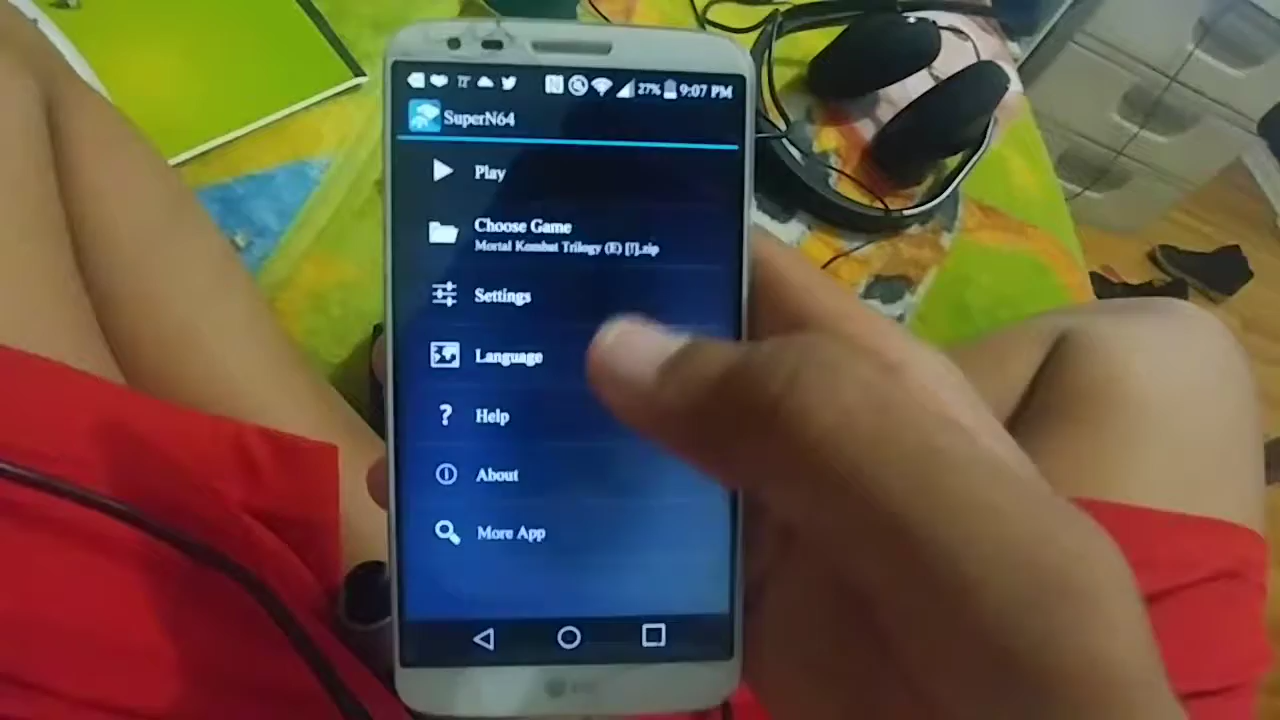 27% 9:07 PM
SuperN64
Play
Choose Game
Mortal Kombat Trilogy (E) [!].zip
Settings
Language
Help
About
More App